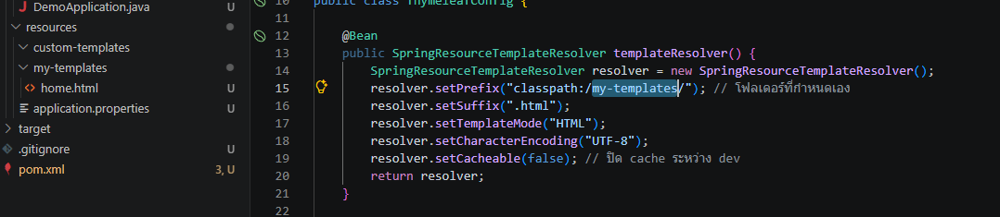 DemoApplication.java U
resources
custom-templates
my-templates
home.html U
application.properties U
target
.gitignore U
pom.xml 3, U
10 public class ThymeleafConfig {
11
12 @Bean
13 public SpringResourceTemplateResolver templateResolver() {
14 SpringResourceTemplateResolver resolver = new SpringResourceTemplateResolver();
15 resolver.setPrefix("classpath:/my-templates/"); // โฟลเดอร์ที่กำหนดเอง
16 resolver.setSuffix(".html");
17 resolver.setTemplateMode("HTML");
18 resolver.setCharacterEncoding("UTF-8");
19 resolver.setCacheable(false); // ปิด cache ระหว่าง dev
20 return resolver;
21 }
22